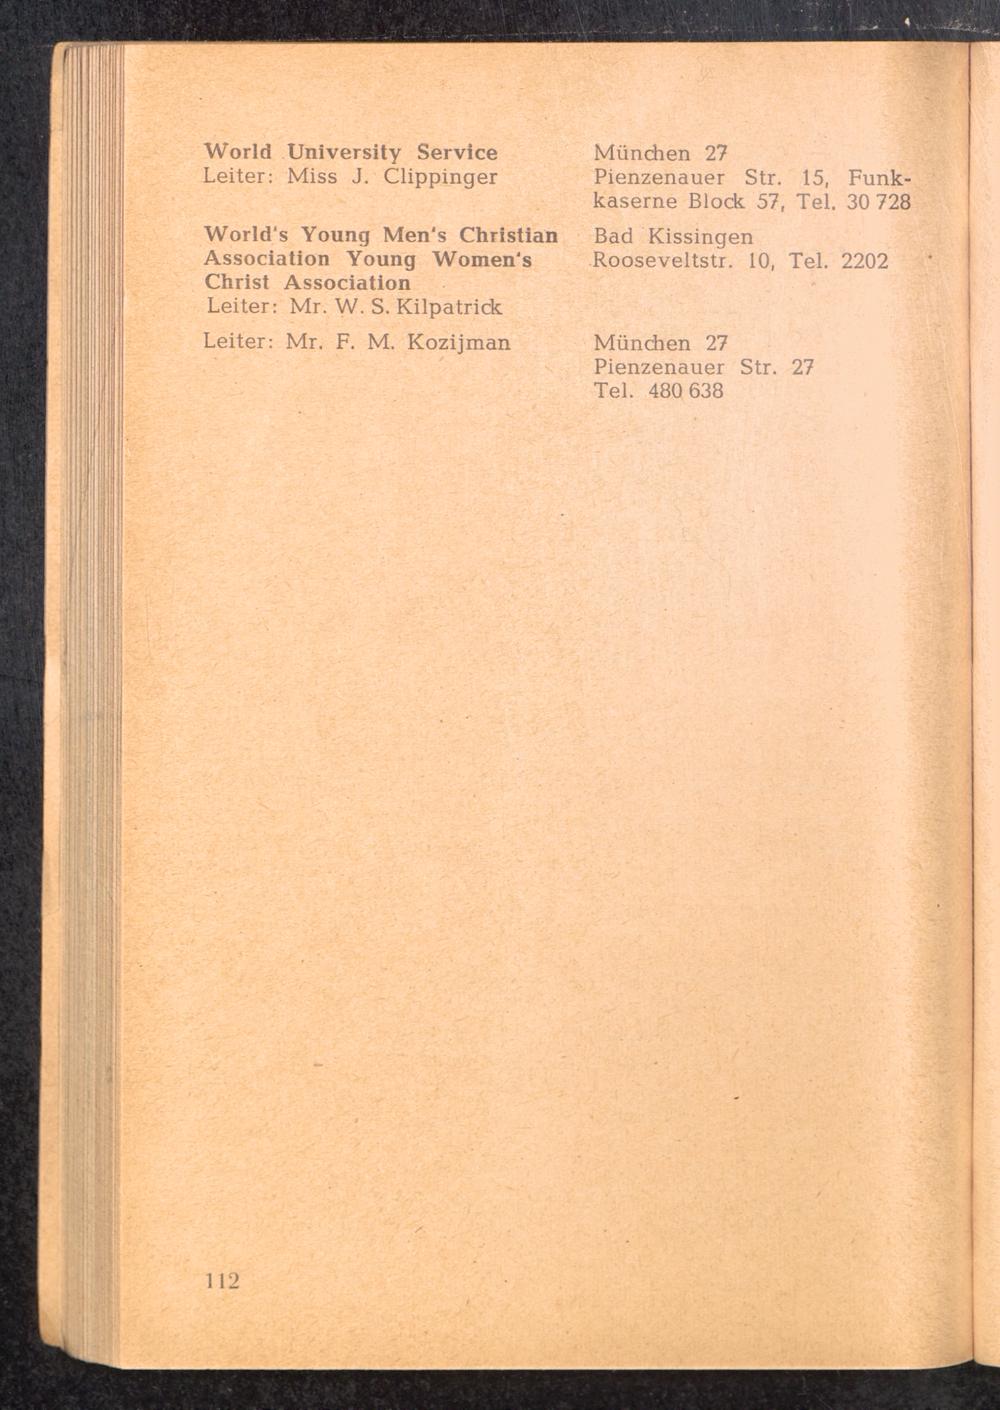 World University Service
Leiter: Miss J. Clippinger
München 27
Pienzenauer Str. 15, Funk-
kaserne Block 57, Tel. 30 728
World's Young Men's Christian
Association Young Women's
Christ Association
Leiter: Mr. W. S. Kilpatrick
Bad Kissingen
Rooseveltstr. 10, Tel. 2202
Leiter: Mr. F. M. Kozijman
München 27
Pienzenauer Str. 27
Tel. 480 638
112